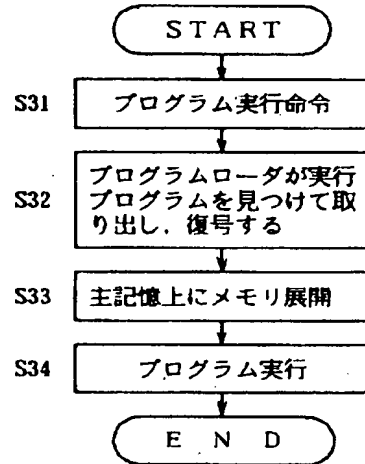 START
S31 プログラム実行命令
プログラムローダが実行
S32 プログラムを見つけて取
り出し，復号する
S33 主記憶上にメモリ展開
S34 プログラム実行
END